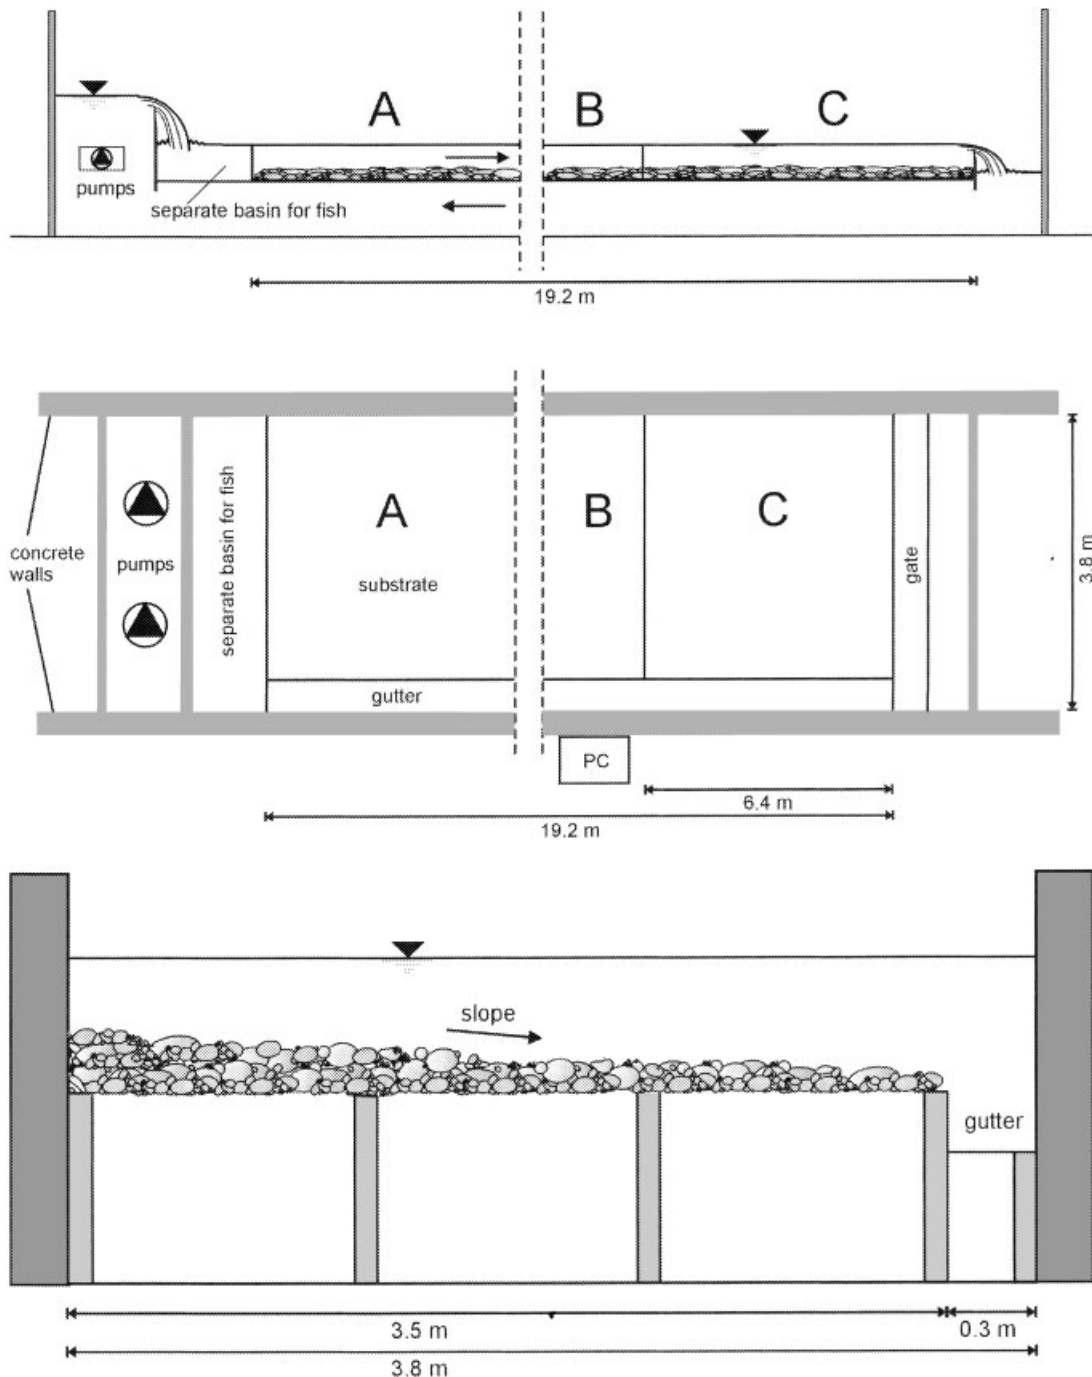 A
B
C
pumps
separate basin for fish
19.2 m
concrete
walls
pumps
separate basin for fish
A
substrate
gutter
B
C
gate
3.8 m
PC
6.4 m
19.2 m
slope
gutter
3.5 m
0.3 m
3.8 m